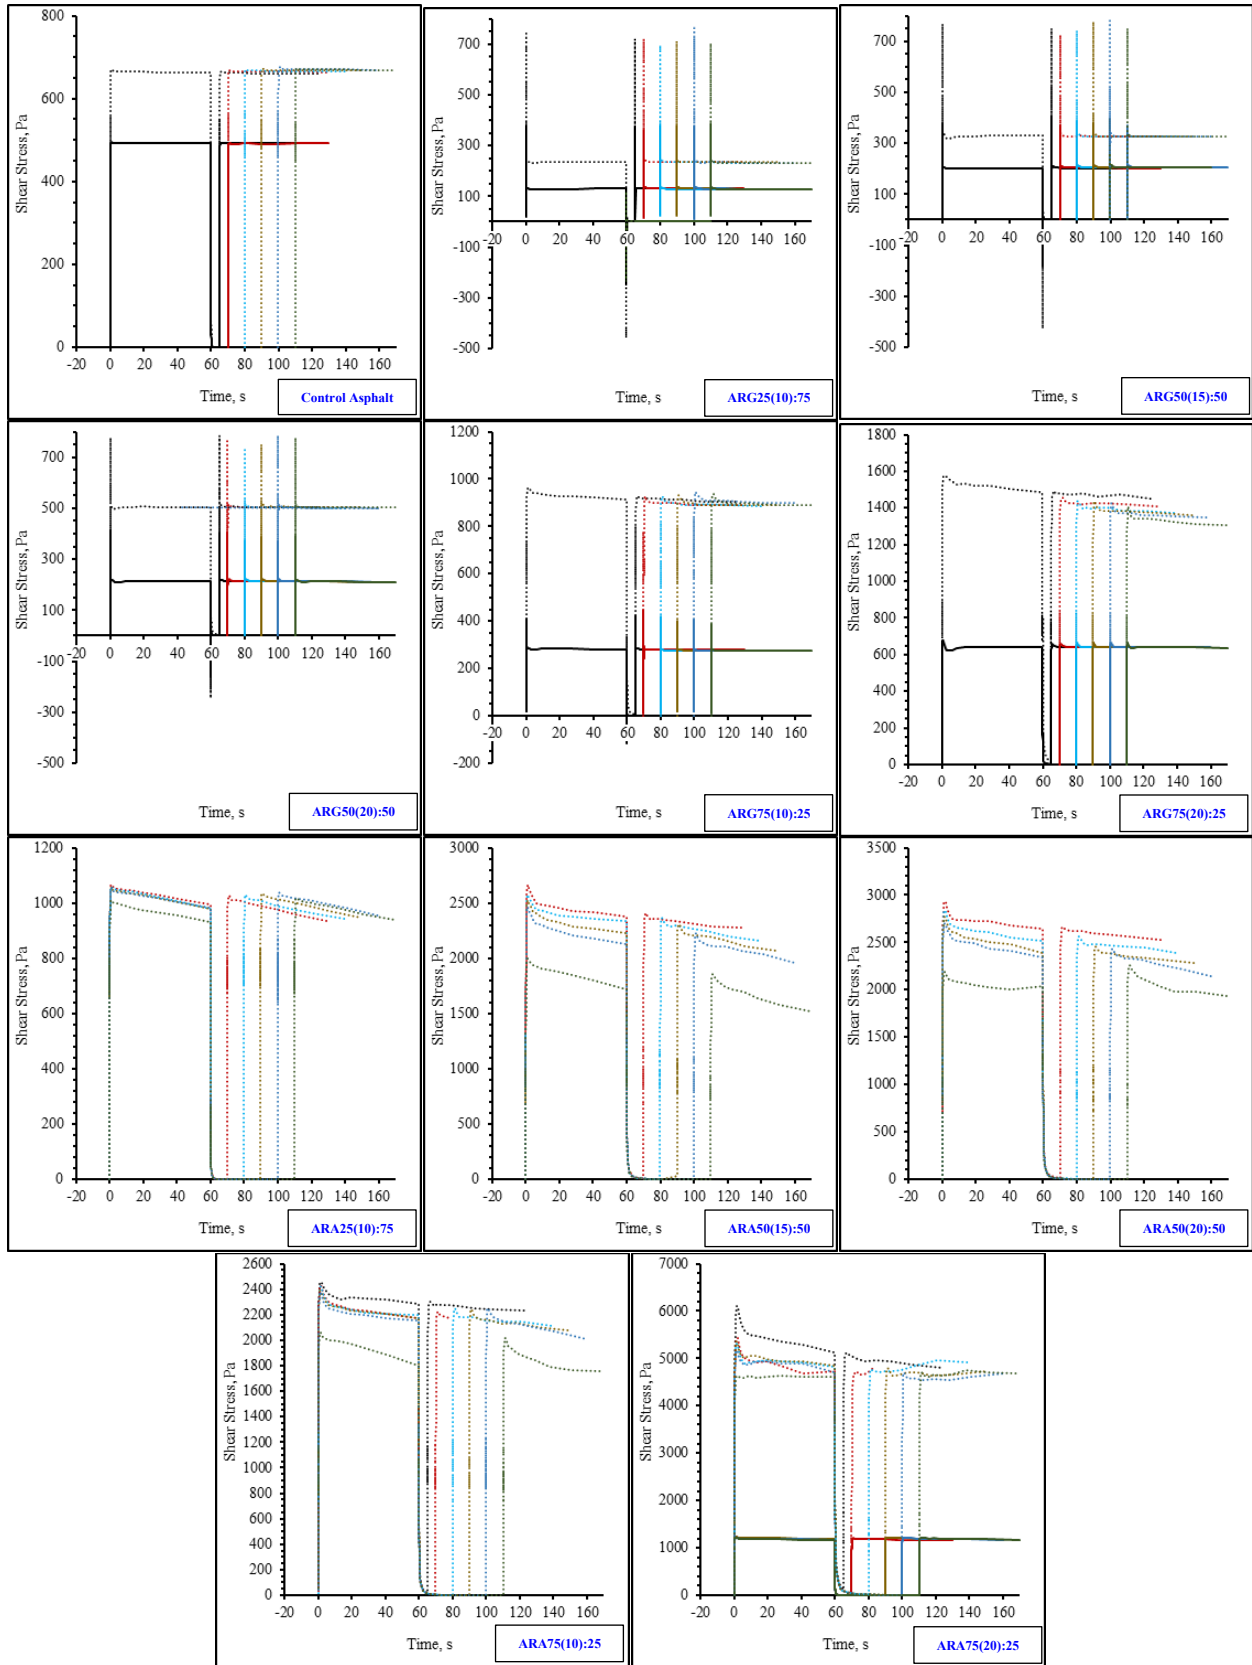 800
600
400
200
0
-20 0 20 40 60 80 100 120 140 160
Shear Stress, Pa
Time, s
Control Asphalt
700
500
300
100
-100
-300
-500
-20 0 20 40 60 80 100 120 140 160
Shear Stress, Pa
Time, s
ARG25(10):75
700
500
300
100
-100
-300
-500
-20 0 20 40 60 80 100 120 140 160
Shear Stress, Pa
Time, s
ARG50(15):50
700
500
300
100
-100
-300
-500
-20 0 20 40 60 80 100 120 140 160
Shear Stress, Pa
Time, s
ARG50(20):50
1200
1000
800
600
400
200
0
-200
-20 0 20 40 60 80 100 120 140 160
Shear Stress, Pa
Time, s
ARG75(10):25
1800
1600
1400
1200
1000
800
600
400
200
0
-20 0 20 40 60 80 100 120 140 160
Shear Stress, Pa
Time, s
ARG75(20):25
1200
1000
800
600
400
200
0
-20 0 20 40 60 80 100 120 140 160
Shear Stress, Pa
Time, s
ARA25(10):75
3000
2500
2000
1500
1000
500
0
-20 0 20 40 60 80 100 120 140 160
Shear Stress, Pa
Time, s
ARA50(15):50
3500
3000
2500
2000
1500
1000
500
0
-20 0 20 40 60 80 100 120 140 160
Shear Stress, Pa
Time, s
ARA50(20):50
2600
2400
2200
2000
1800
1600
1400
1200
1000
800
600
400
200
0
-20 0 20 40 60 80 100 120 140 160
Shear Stress, Pa
Time, s
ARA75(10):25
7000
6000
5000
4000
3000
2000
1000
0
-20 0 20 40 60 80 100 120 140 160
Shear Stress, Pa
Time, s
ARA75(20):25